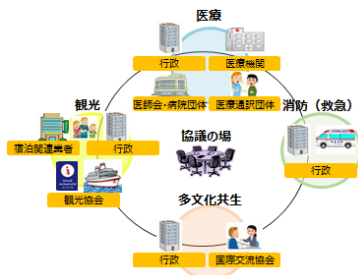 医療
行政
医療機関
医師会・病院団体
医療通訳団体
観光
宿泊関連業者
行政
観光協会
協議の場
消防（救急）
行政
多文化共生
行政
国際交流協会